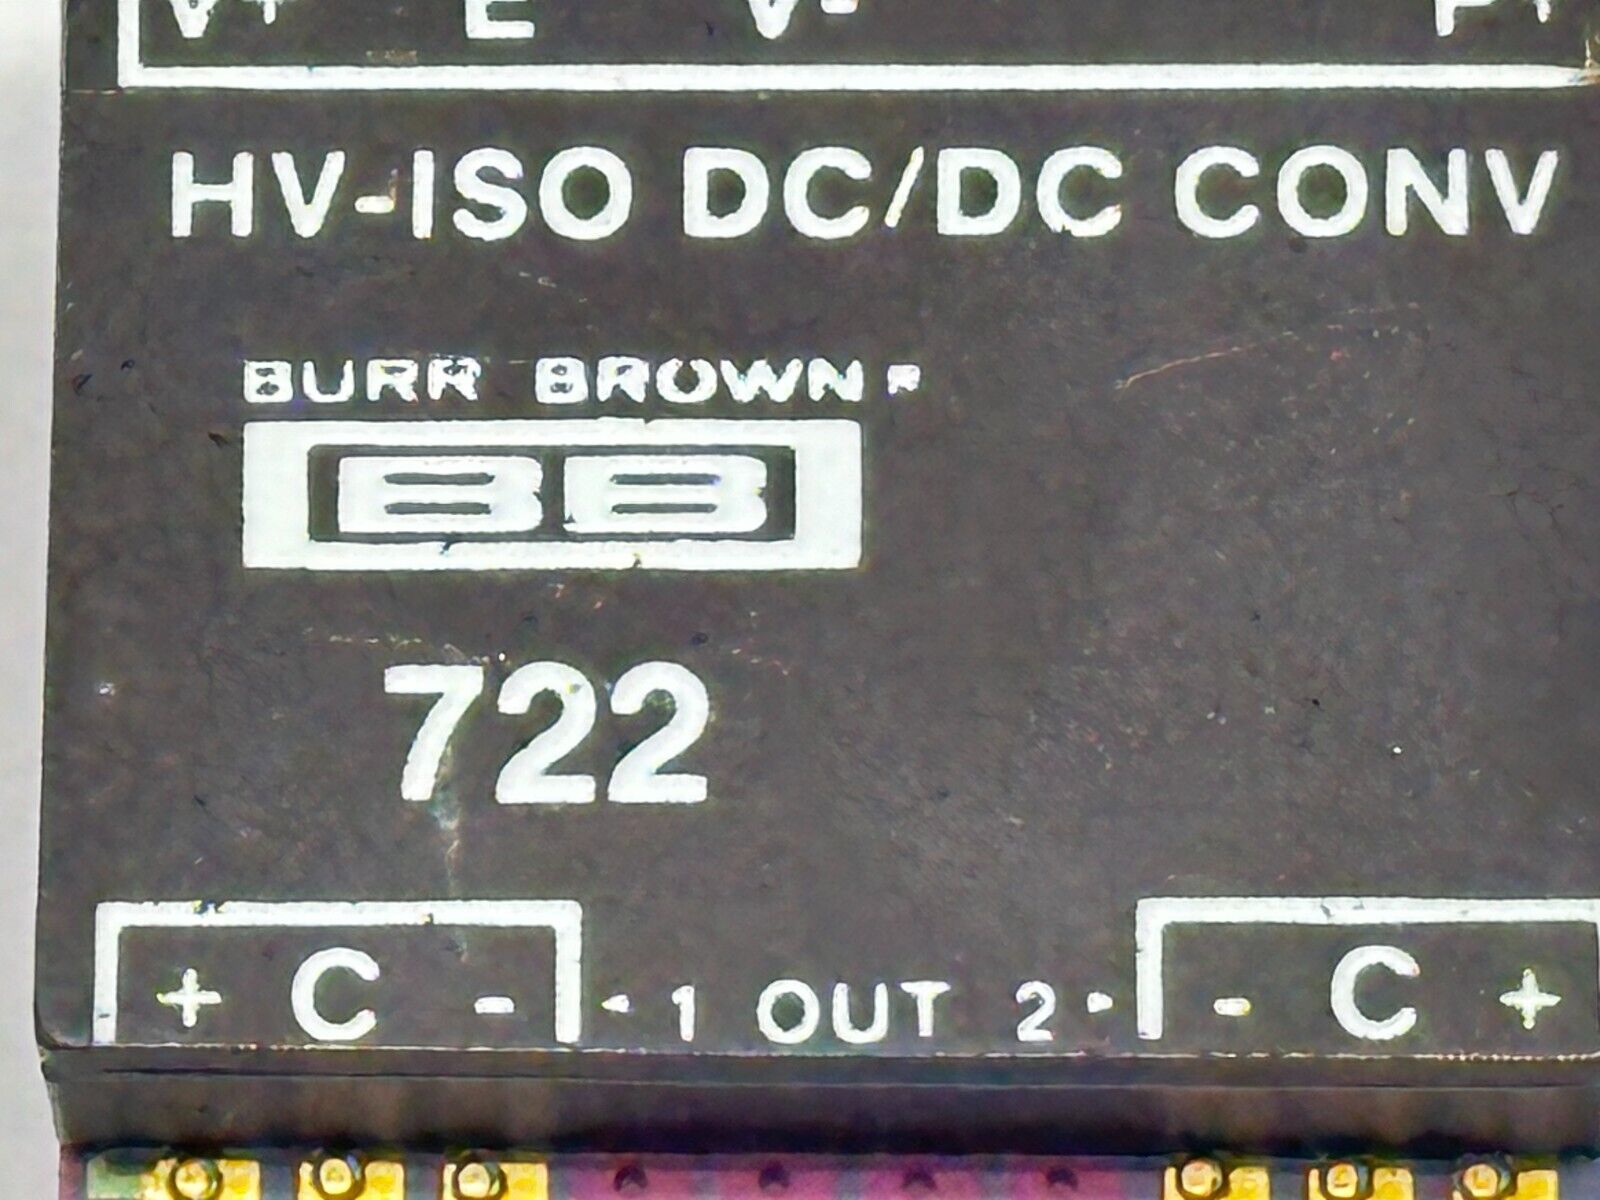 V+ E V- P+
HV-ISO DC/DC CONV
BURR BROWN R
BB
722
+ C - ◂1 OUT 2▸ - C +